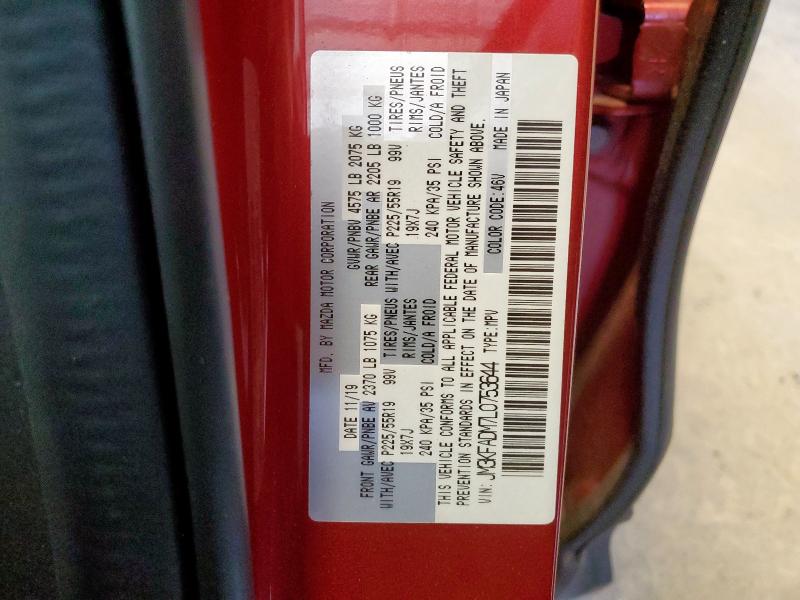 MFD. BY MAZDA MOTOR CORPORATION
DATE 11/19 GVWR/PNBV 4575 LB 2075 KG
FRONT GAWR/PNBE AV 2370 LB 1075 KG REAR GAWR/PNBE AR 2205 LB 1000 KG
WITH/AVEC P225/55R19 99V TIRES/PNEUS WITH/AVEC P225/55R19 99V TIRES/PNEUS
19X7J RIMS/JANTES 19X7J RIMS/JANTES
240 KPA/35 PSI COLD/A FROID 240 KPA/35 PSI COLD/A FROID
THIS VEHICLE CONFORMS TO ALL APPLICABLE FEDERAL MOTOR VEHICLE SAFETY AND THEFT
PREVENTION STANDARDS IN EFFECT ON THE DATE OF MANUFACTURE SHOWN ABOVE.
VIN: JM3KFADM7L0753644 TYPE:MPV COLOR CODE:46V MADE IN JAPAN